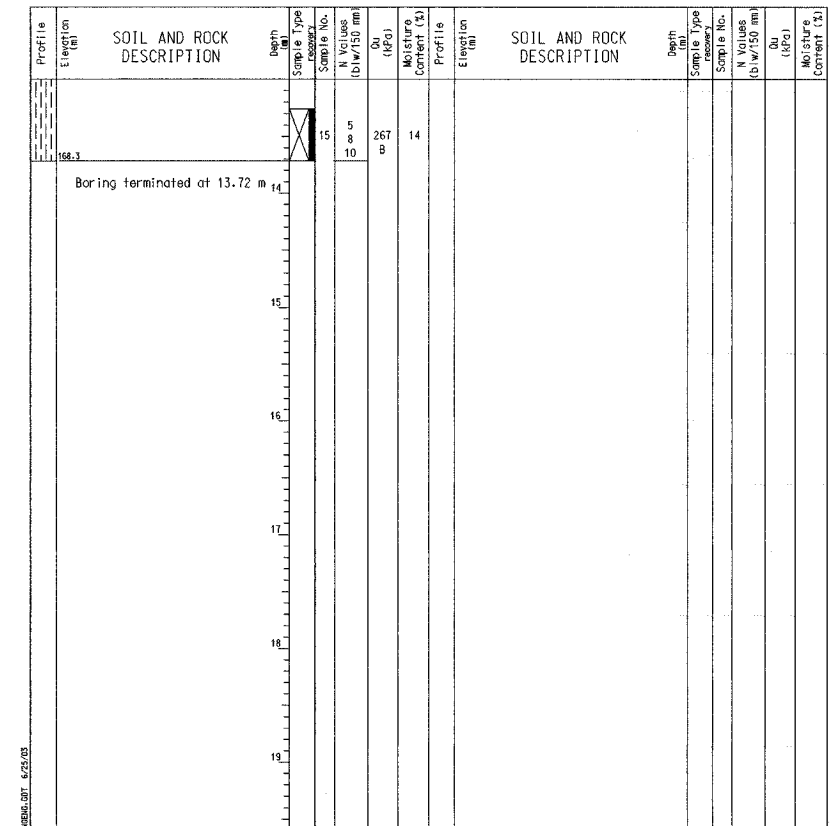 Profile
Elevation
(m)
SOIL AND ROCK
DESCRIPTION
Depth
(m)
Sample Type
recovery
Sample No.
N Values
(blw/150 mm)
Qu
(kPa)
Moisture
Content (%)
Profile
Elevation
(m)
SOIL AND ROCK
DESCRIPTION
Depth
(m)
Sample Type
recovery
Sample No.
N Values
(blw/150 mm)
Qu
(kPa)
Moisture
Content (%)
15
5
8
10
267
B
14
168.3
Boring terminated at 13.72 m
14
15
16
17
18
19
6/25/03